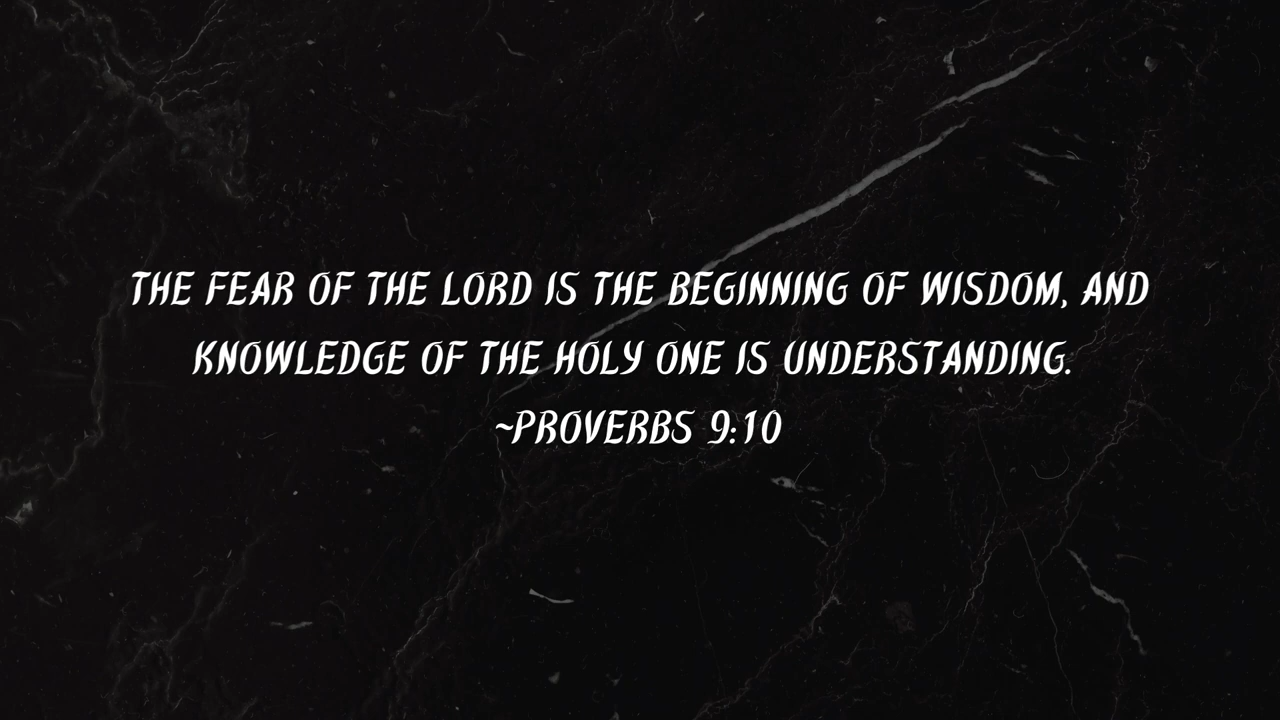 THE FEAR OF THE LORD IS THE BEGINNING OF WISDOM, AND
KNOWLEDGE OF THE HOLY ONE IS UNDERSTANDING.
~PROVERBS 9:10